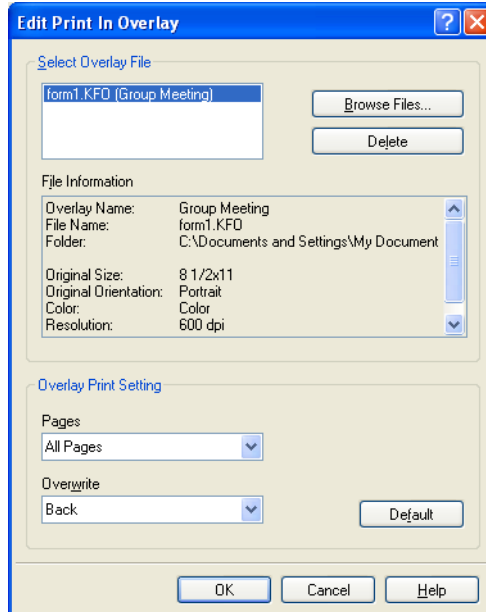 Edit Print In Overlay
Select Overlay File
form1.KFO (Group Meeting)
Browse Files...
Delete
File Information
Overlay Name: Group Meeting
File Name: form1.KFO
Folder: C:\Documents and Settings\My Document
Original Size: 8 1/2x11
Original Orientation: Portrait
Color: Color
Resolution: 600 dpi
Overlay Print Setting
Pages
All Pages
Overwrite
Back
Default
OK Cancel Help